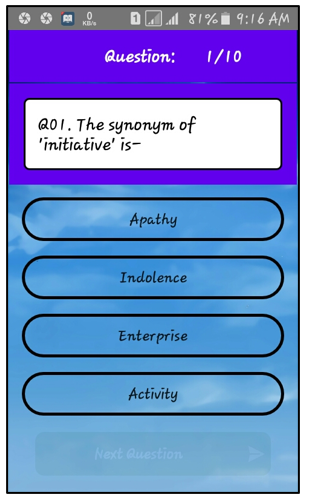 0 KB/s 1 81% 9:16 AM
Question: 1/10
Q01. The synonym of
'initiative' is-
Apathy
Indolence
Enterprise
Activity
Next Question